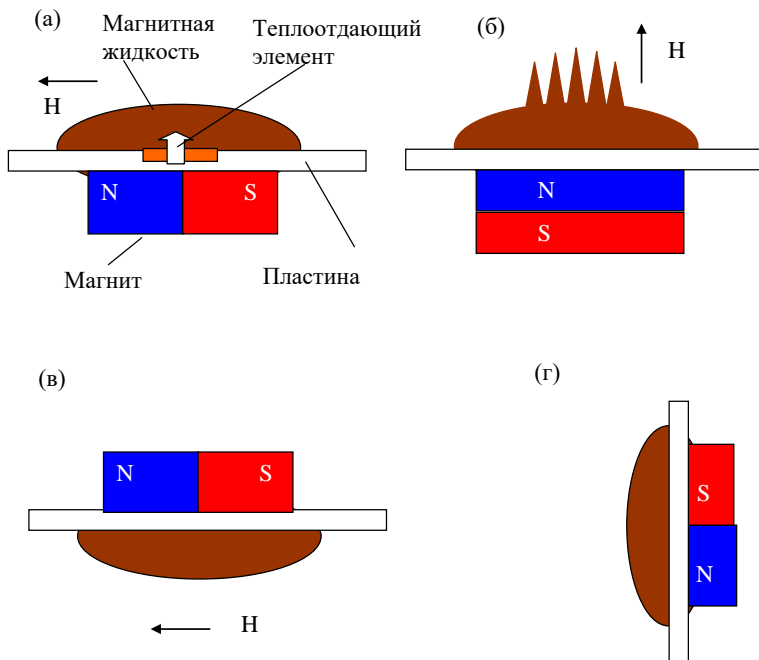 (а)
Магнитная
жидкость
Теплоотдающий
элемент
H
N
S
Магнит
Пластина
(б)
H
N
S
(в)
N
S
H
(г)
S
N